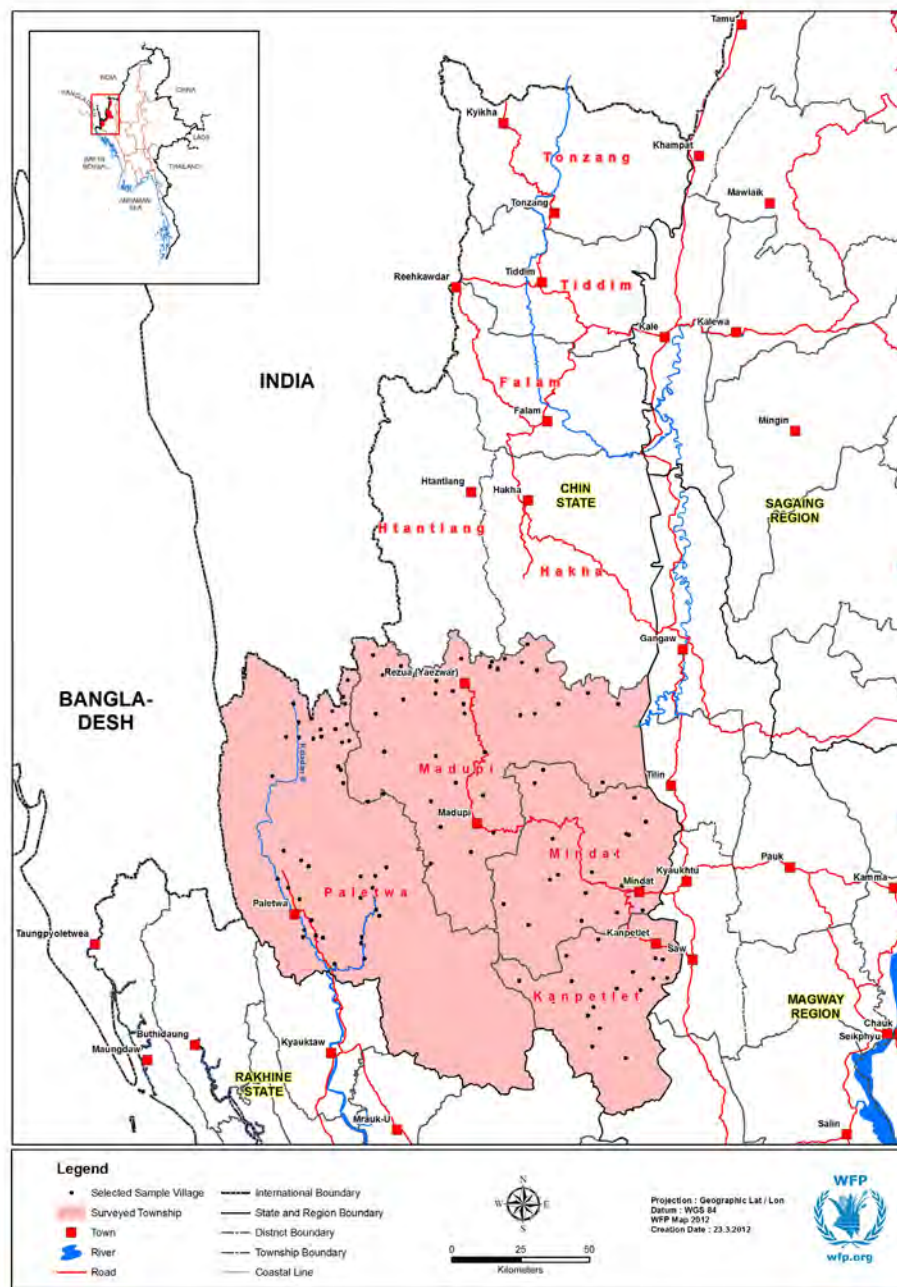 INDIA
CHINA
LAOS
THAILAND
Tamu
Kyikha
Tonzang
Khampat
Mawlaik
Tonzang
Reehkawdar
Tiddim
Tiddim
Kale
Kalewa
INDIA
Falam
Falam
Mingin
Htantlang
Hakha
CHIN
STATE
SAGAING
REGION
Htantlang
Hakha
Gangaw
Rezua (Yaezwar)
BANGLA-
DESH
Madupi
Tilin
Madupi
Mindat
Pauk
Kyaukhtu
Kamma
Mindat
Paletwa
Paletwa
Taungpyoletwea
Kanpetlet
Saw
Kanpetlet
MAGWAY
REGION
Chauk
Seikphyu
Buthidaung
Maungdaw
Kyauktaw
RAKHINE
STATE
Mrauk-U
Salin
Legend
Selected Sample Village
Surveyed Township
Town
River
Road
International Boundary
State and Region Boundary
District Boundary
Township Boundary
Coastal Line
N
W E
S
0 25 50
Kilometers
Projection : Geographic Lat / Lon
Datum : WGS 84
WFP Map 2012
Creation Date : 23.3.2012
WFP
wfp.org